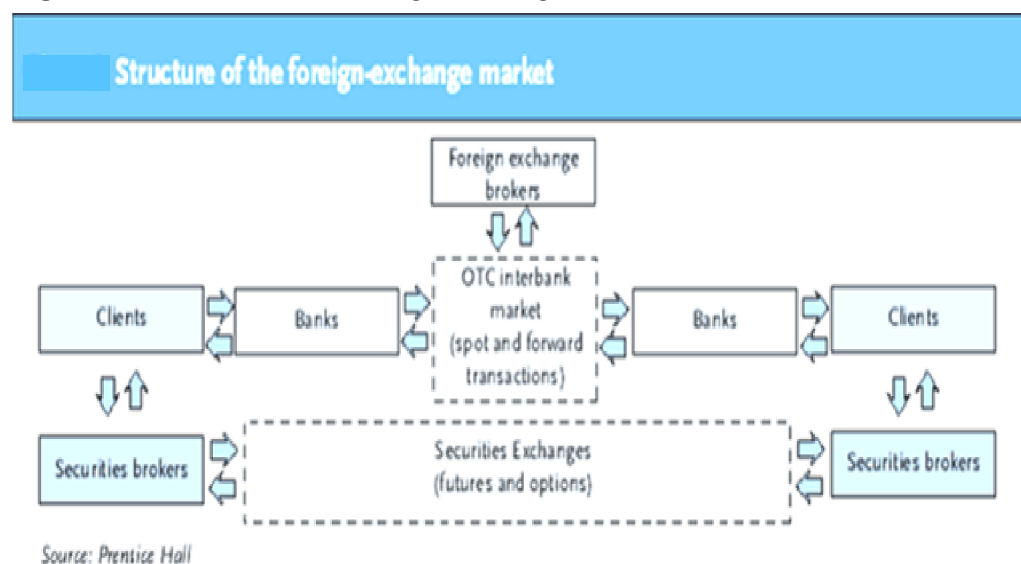 Structure of the foreign-exchange market
Foreign exchange
brokers
OTC interbank
market
(spot and forward
transactions)
Clients
Banks
Banks
Clients
Securities brokers
Securities Exchanges
(futures and options)
Securities brokers
Source: Prentice Hall